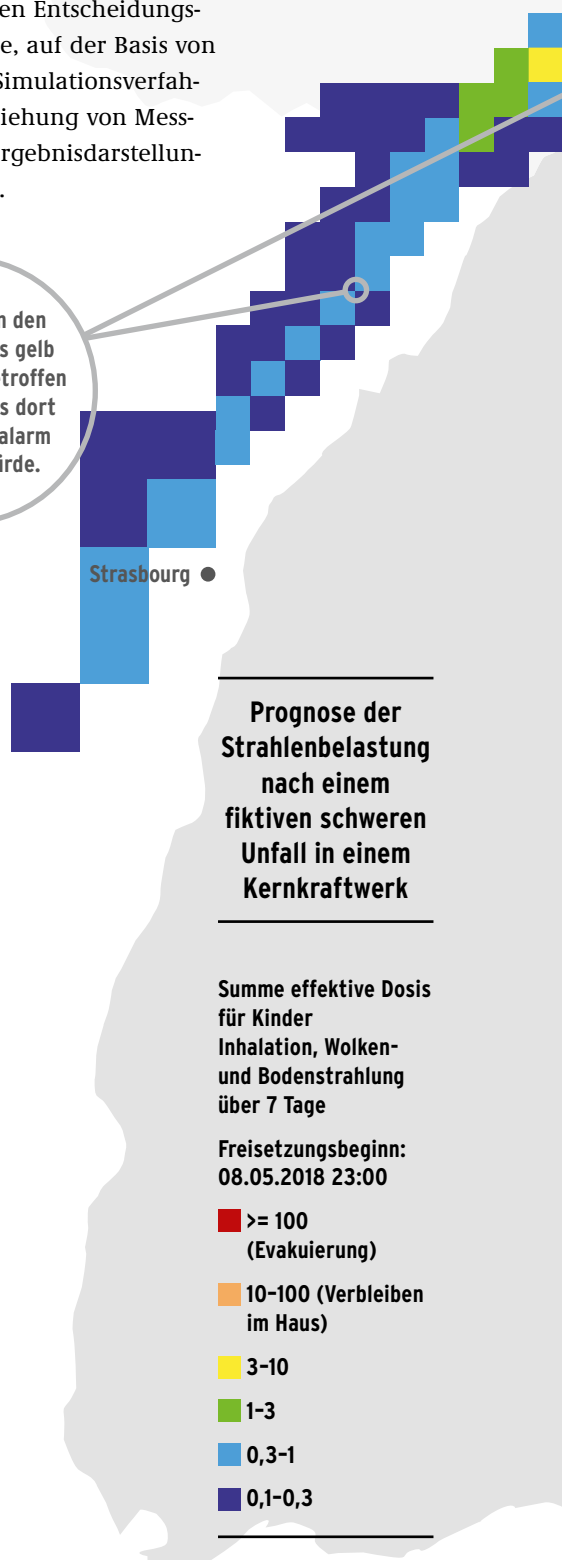 en Entscheidungs-
e, auf der Basis von
Simulationsverfah-
iehung von Mess-
rgebnisdarstellun-
.
n den
s gelb
troffen
s dort
alarm
ürde.
Strasbourg
Prognose der
Strahlenbelastung
nach einem
fiktiven schweren
Unfall in einem
Kernkraftwerk
Summe effektive Dosis
für Kinder
Inhalation, Wolken-
und Bodenstrahlung
über 7 Tage
Freisetzungsbeginn:
08.05.2018 23:00
>= 100
(Evakuierung)
10–100 (Verbleiben
im Haus)
3–10
1–3
0,3–1
0,1–0,3